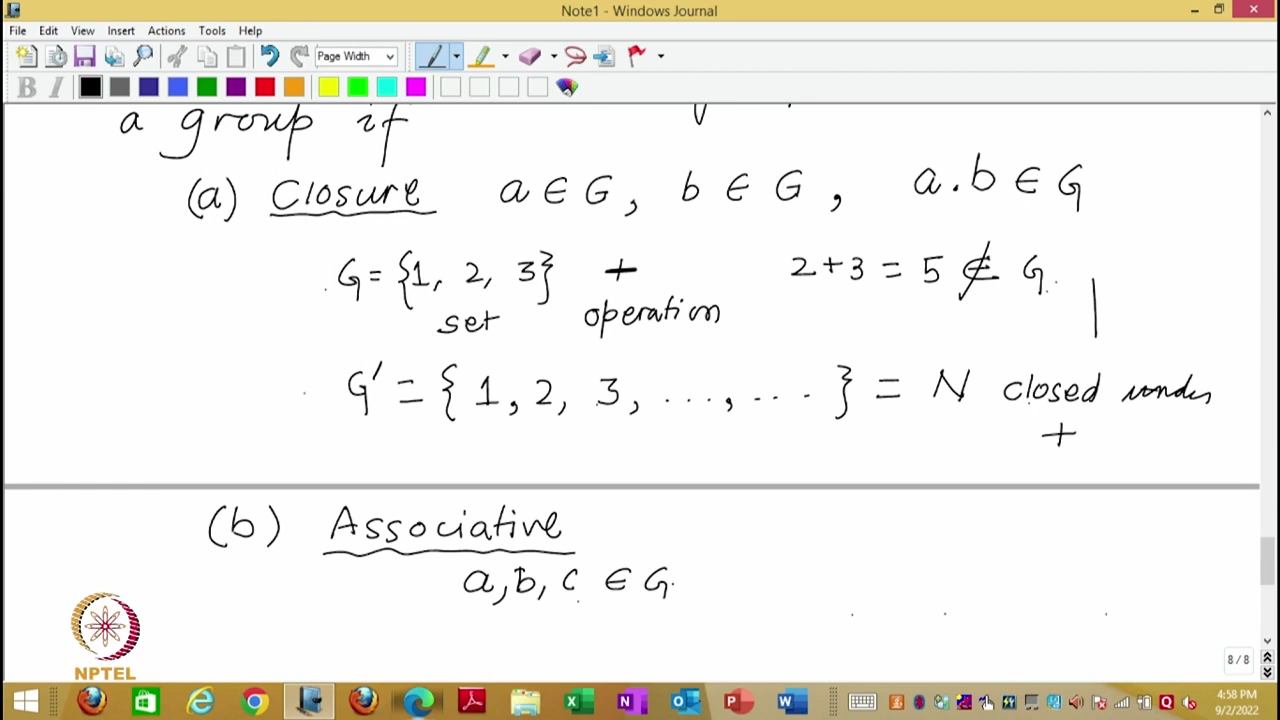 Note1 - Windows Journal
File Edit View Insert Actions Tools Help
Page Width
B I
a group if
(a) Closure a ∈ G, b ∈ G, a.b ∈ G
G = {1, 2, 3} + 2+3 = 5 ∉ G
set operation
G' = { 1, 2, 3, ..., ... } = N closed under
+
(b) Associative
a, b, c ∈ G
NPTEL
8 / 8
4:58 PM
9/2/2022